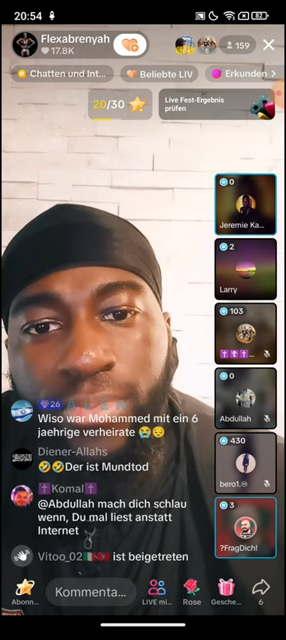 20:54
82
Flexabrenyah
17.8K
159
Chatten und Int...
Beliebte LIV
Erkunden >
20/30
Live Fest-Ergebnis
prüfen
0
Jeremie Ka...
2
Larry
103
0
Abdullah
430
bero1.
3
?FragDich!
26
Wiso war Mohammed mit ein 6
jaehrige verheirate 😭😔
Diener-Allahs
🤣🤣Der ist Mundtod
✝️Komal✝️
@Abdullah mach dich schlau
wenn, Du mal liest anstatt
Internet
Vitoo_02 ist beigetreten
Kommenta...
Abonn...
LIVE mi...
Rose
Gesche...
6